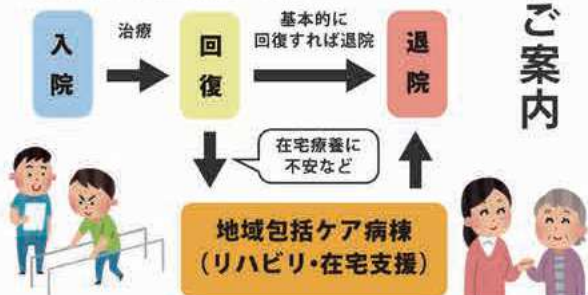 ご案内
入院
治療
回復
基本的に
回復すれば退院
退院
在宅療養に
不安など
地域包括ケア病棟
（リハビリ・在宅支援）